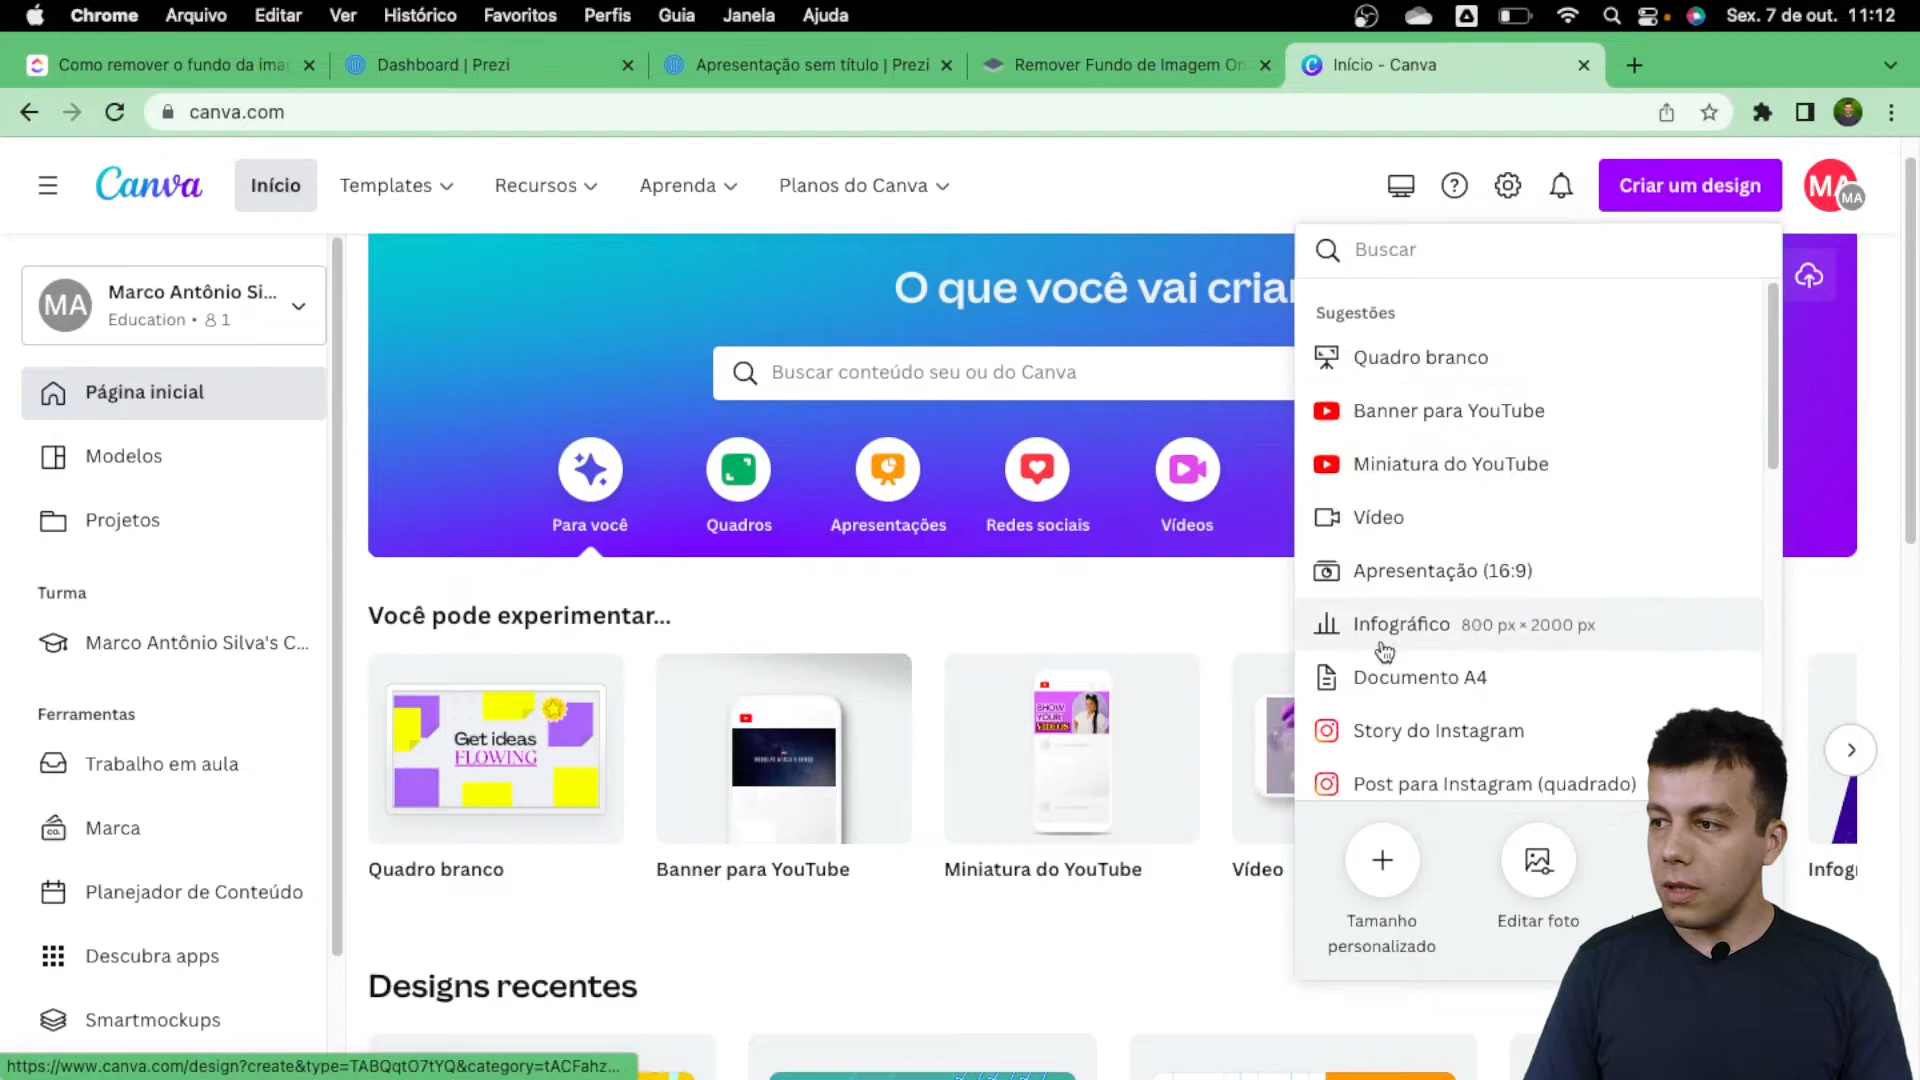 Chrome Arquivo Editar Ver Histórico Favoritos Perfis Guia Janela Ajuda Sex. 7 de out. 11:12
Como remover o fundo da imag Dashboard | Prezi Apresentação sem título | Prezi Remover Fundo de Imagem On Início - Canva
canva.com
Canva Início Templates Recursos Aprenda Planos do Canva Criar um design MA MA
MA Marco Antônio Si...
Education • 1
Página inicial
Modelos
Projetos
Turma
Marco Antônio Silva's C...
Ferramentas
Trabalho em aula
Marca
Planejador de Conteúdo
Descubra apps
Smartmockups
O que você vai criar
Buscar conteúdo seu ou do Canva
Para você Quadros Apresentações Redes sociais Vídeos
Você pode experimentar...
Get ideas
FLOWING
SHOW
YOUR
VIDEOS
Quadro branco Banner para YouTube Miniatura do YouTube Vídeo Infogr
Designs recentes
Buscar
Sugestões
Quadro branco
Banner para YouTube
Miniatura do YouTube
Vídeo
Apresentação (16:9)
Infográfico 800 px × 2000 px
Documento A4
Story do Instagram
Post para Instagram (quadrado)
Tamanho
personalizado
Editar foto
https://www.canva.com/design?create&type=TABQqtO7tYQ&category=tACFahz...